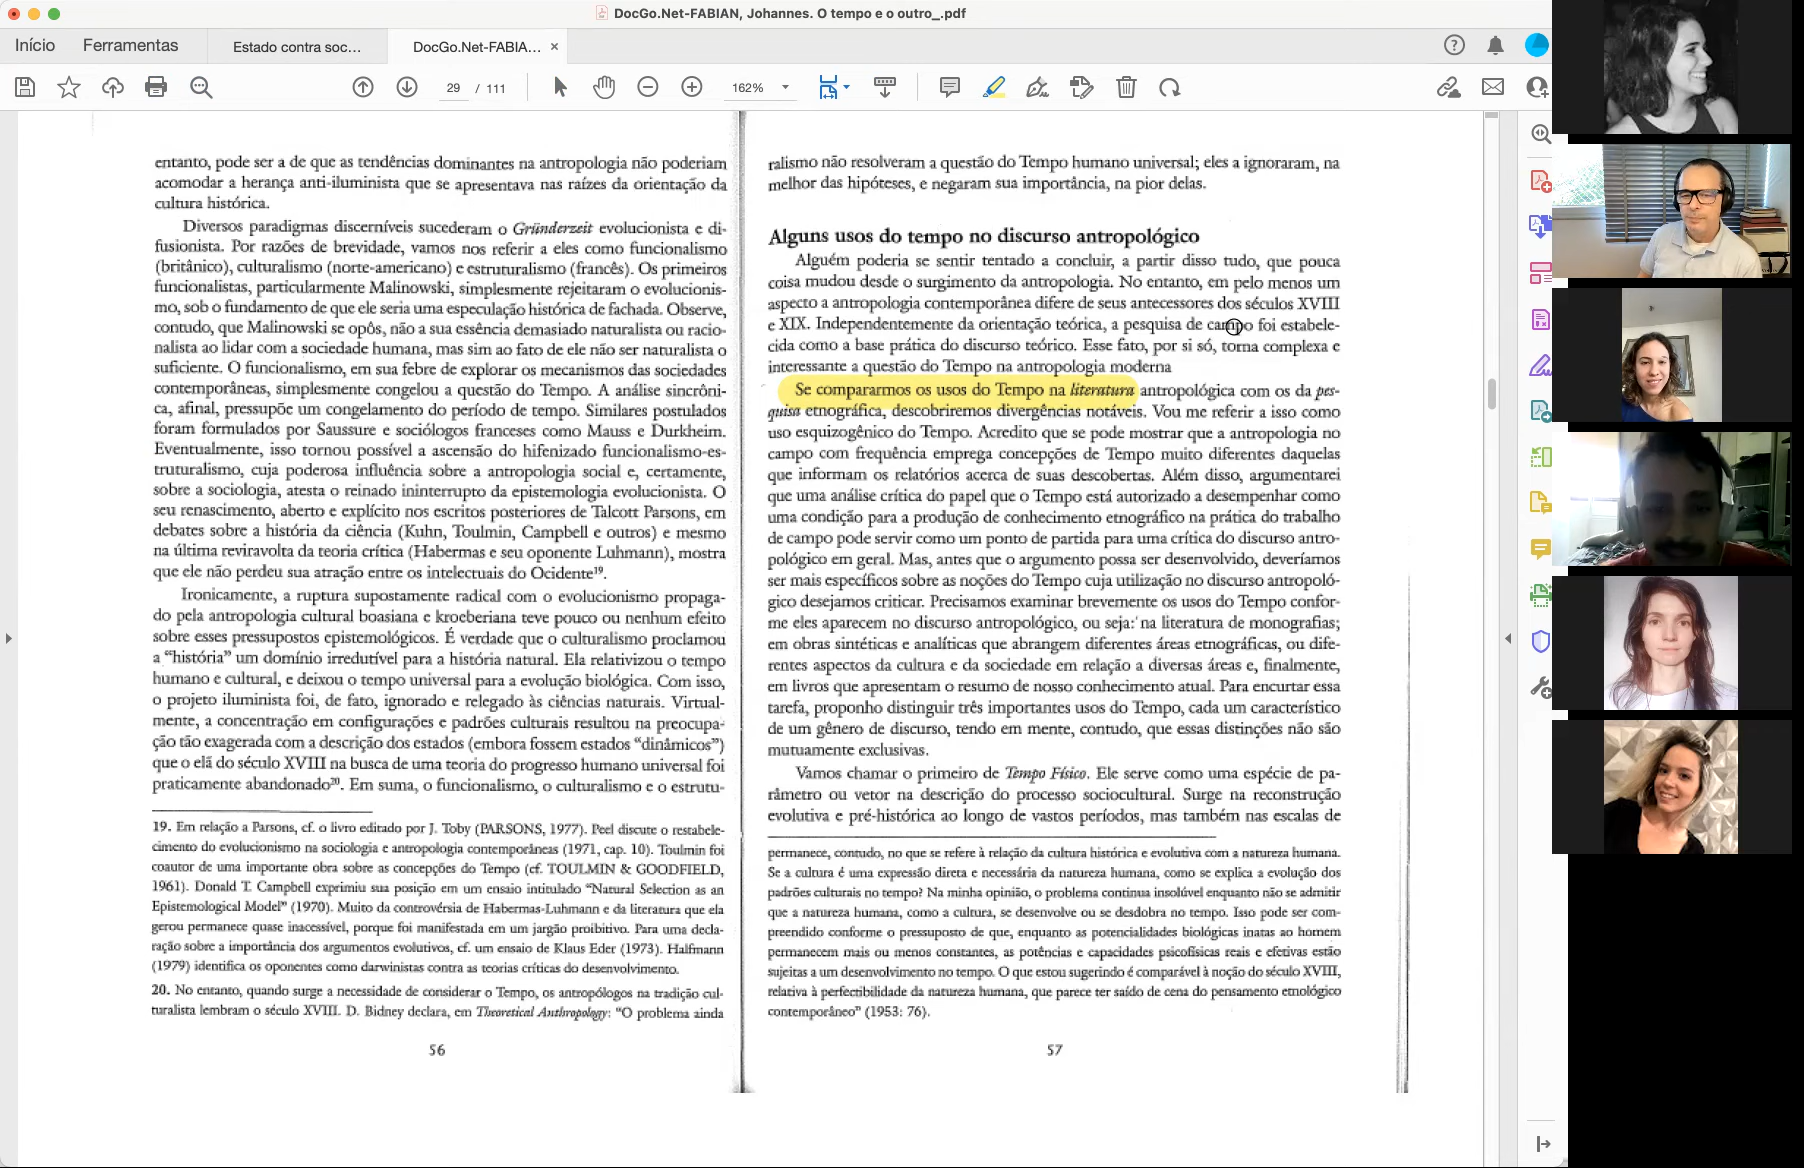 DocGo.Net-FABIAN, Johannes. O tempo e o outro_.pdf
Início
Ferramentas
Estado contra soc...
DocGo.Net-FABIA... ×
29 / 111
162%
entanto, pode ser a de que as tendências dominantes na antropologia não poderiam
acomodar a herança anti-iluminista que se apresentava nas raízes da orientação da
cultura histórica.
Diversos paradigmas discerníveis sucederam o Gründerzeit evolucionista e di-
fusionista. Por razões de brevidade, vamos nos referir a eles como funcionalismo
(britânico), culturalismo (norte-americano) e estruturalismo (francês). Os primeiros
funcionalistas, particularmente Malinowski, simplesmente rejeitaram o evolucionis-
mo, sob o fundamento de que ele seria uma especulação histórica de fachada. Observe,
contudo, que Malinowski se opôs, não a sua essência demasiado naturalista ou racio-
nalista ao lidar com a sociedade humana, mas sim ao fato de ele não ser naturalista o
suficiente. O funcionalismo, em sua febre de explorar os mecanismos das sociedades
contemporâneas, simplesmente congelou a questão do Tempo. A análise sincrôni-
ca, afinal, pressupõe um congelamento do período de tempo. Similares postulados
foram formulados por Saussure e sociólogos franceses como Mauss e Durkheim.
Eventualmente, isso tornou possível a ascensão do hifenizado funcionalismo-es-
truturalismo, cuja poderosa influência sobre a antropologia social e, certamente,
sobre a sociologia, atesta o reinado ininterrupto da epistemologia evolucionista. O
seu renascimento, aberto e explícito nos escritos posteriores de Talcott Parsons, em
debates sobre a história da ciência (Kuhn, Toulmin, Campbell e outros) e mesmo
na última reviravolta da teoria crítica (Habermas e seu oponente Luhmann), mostra
que ele não perdeu sua atração entre os intelectuais do Ocidente¹⁹.
Ironicamente, a ruptura supostamente radical com o evolucionismo propaga-
do pela antropologia cultural boasiana e kroeberiana teve pouco ou nenhum efeito
sobre esses pressupostos epistemológicos. É verdade que o culturalismo proclamou
a "história" um domínio irredutível para a história natural. Ela relativizou o tempo
humano e cultural, e deixou o tempo universal para a evolução biológica. Com isso,
o projeto iluminista foi, de fato, ignorado e relegado às ciências naturais. Virtual-
mente, a concentração em configurações e padrões culturais resultou na preocupa-
ção tão exagerada com a descrição dos estados (embora fossem estados "dinâmicos")
que o elã do século XVIII na busca de uma teoria do progresso humano universal foi
praticamente abandonado²⁰. Em suma, o funcionalismo, o culturalismo e o estrutu-
19. Em relação a Parsons, cf. o livro editado por J. Toby (PARSONS, 1977). Peel discute o restabele-
cimento do evolucionismo na sociologia e antropologia contemporâneas (1971, cap. 10). Toulmin foi
coautor de uma importante obra sobre as concepções do Tempo (cf. TOULMIN & GOODFIELD,
1961). Donald T. Campbell exprimiu sua posição em um ensaio intitulado "Natural Selection as an
Epistemological Model" (1970). Muito da controvérsia de Habermas-Luhmann e da literatura que ela
gerou permanece quase inacessível, porque foi manifestada em um jargão proibitivo. Para uma decla-
ração sobre a importância dos argumentos evolutivos, cf. um ensaio de Klaus Eder (1973). Halfmann
(1979) identifica os oponentes como darwinistas contra as teorias críticas do desenvolvimento.
20. No entanto, quando surge a necessidade de considerar o Tempo, os antropólogos na tradição cul-
turalista lembram o século XVIII. D. Bidney declara, em Theoretical Anthropology: "O problema ainda
56
ralismo não resolveram a questão do Tempo humano universal; eles a ignoraram, na
melhor das hipóteses, e negaram sua importância, na pior delas.
Alguns usos do tempo no discurso antropológico
Alguém poderia se sentir tentado a concluir, a partir disso tudo, que pouca
coisa mudou desde o surgimento da antropologia. No entanto, em pelo menos um
aspecto a antropologia contemporânea difere de seus antecessores dos séculos XVIII
e XIX. Independentemente da orientação teórica, a pesquisa de campo foi estabele-
cida como a base prática do discurso teórico. Esse fato, por si só, torna complexa e
interessante a questão do Tempo na antropologia moderna
Se compararmos os usos do Tempo na literatura antropológica com os da pes-
quisa etnográfica, descobriremos divergências notáveis. Vou me referir a isso como
uso esquizogênico do Tempo. Acredito que se pode mostrar que a antropologia no
campo com frequência emprega concepções de Tempo muito diferentes daquelas
que informam os relatórios acerca de suas descobertas. Além disso, argumentarei
que uma análise crítica do papel que o Tempo está autorizado a desempenhar como
uma condição para a produção de conhecimento etnográfico na prática do trabalho
de campo pode servir como um ponto de partida para uma crítica do discurso antro-
pológico em geral. Mas, antes que o argumento possa ser desenvolvido, deveríamos
ser mais específicos sobre as noções do Tempo cuja utilização no discurso antropoló-
gico desejamos criticar. Precisamos examinar brevemente os usos do Tempo confor-
me eles aparecem no discurso antropológico, ou seja: na literatura de monografias;
em obras sintéticas e analíticas que abrangem diferentes áreas etnográficas, ou dife-
rentes aspectos da cultura e da sociedade em relação a diversas áreas e, finalmente,
em livros que apresentam o resumo de nosso conhecimento atual. Para encurtar essa
tarefa, proponho distinguir três importantes usos do Tempo, cada um característico
de um gênero de discurso, tendo em mente, contudo, que essas distinções não são
mutuamente exclusivas.
Vamos chamar o primeiro de Tempo Físico. Ele serve como uma espécie de pa-
râmetro ou vetor na descrição do processo sociocultural. Surge na reconstrução
evolutiva e pré-histórica ao longo de vastos períodos, mas também nas escalas de
permanece, contudo, no que se refere à relação da cultura histórica e evolutiva com a natureza humana.
Se a cultura é uma expressão direta e necessária da natureza humana, como se explica a evolução dos
padrões culturais no tempo? Na minha opinião, o problema continua insolúvel enquanto não se admitir
que a natureza humana, como a cultura, se desenvolve ou se desdobra no tempo. Isso pode ser com-
preendido conforme o pressuposto de que, enquanto as potencialidades biológicas inatas ao homem
permanecem mais ou menos constantes, as potências e capacidades psicofísicas reais e efetivas estão
sujeitas a um desenvolvimento no tempo. O que estou sugerindo é comparável à noção do século XVIII,
relativa à perfectibilidade da natureza humana, que parece ter saído de cena do pensamento etnológico
contemporâneo" (1953: 76).
57